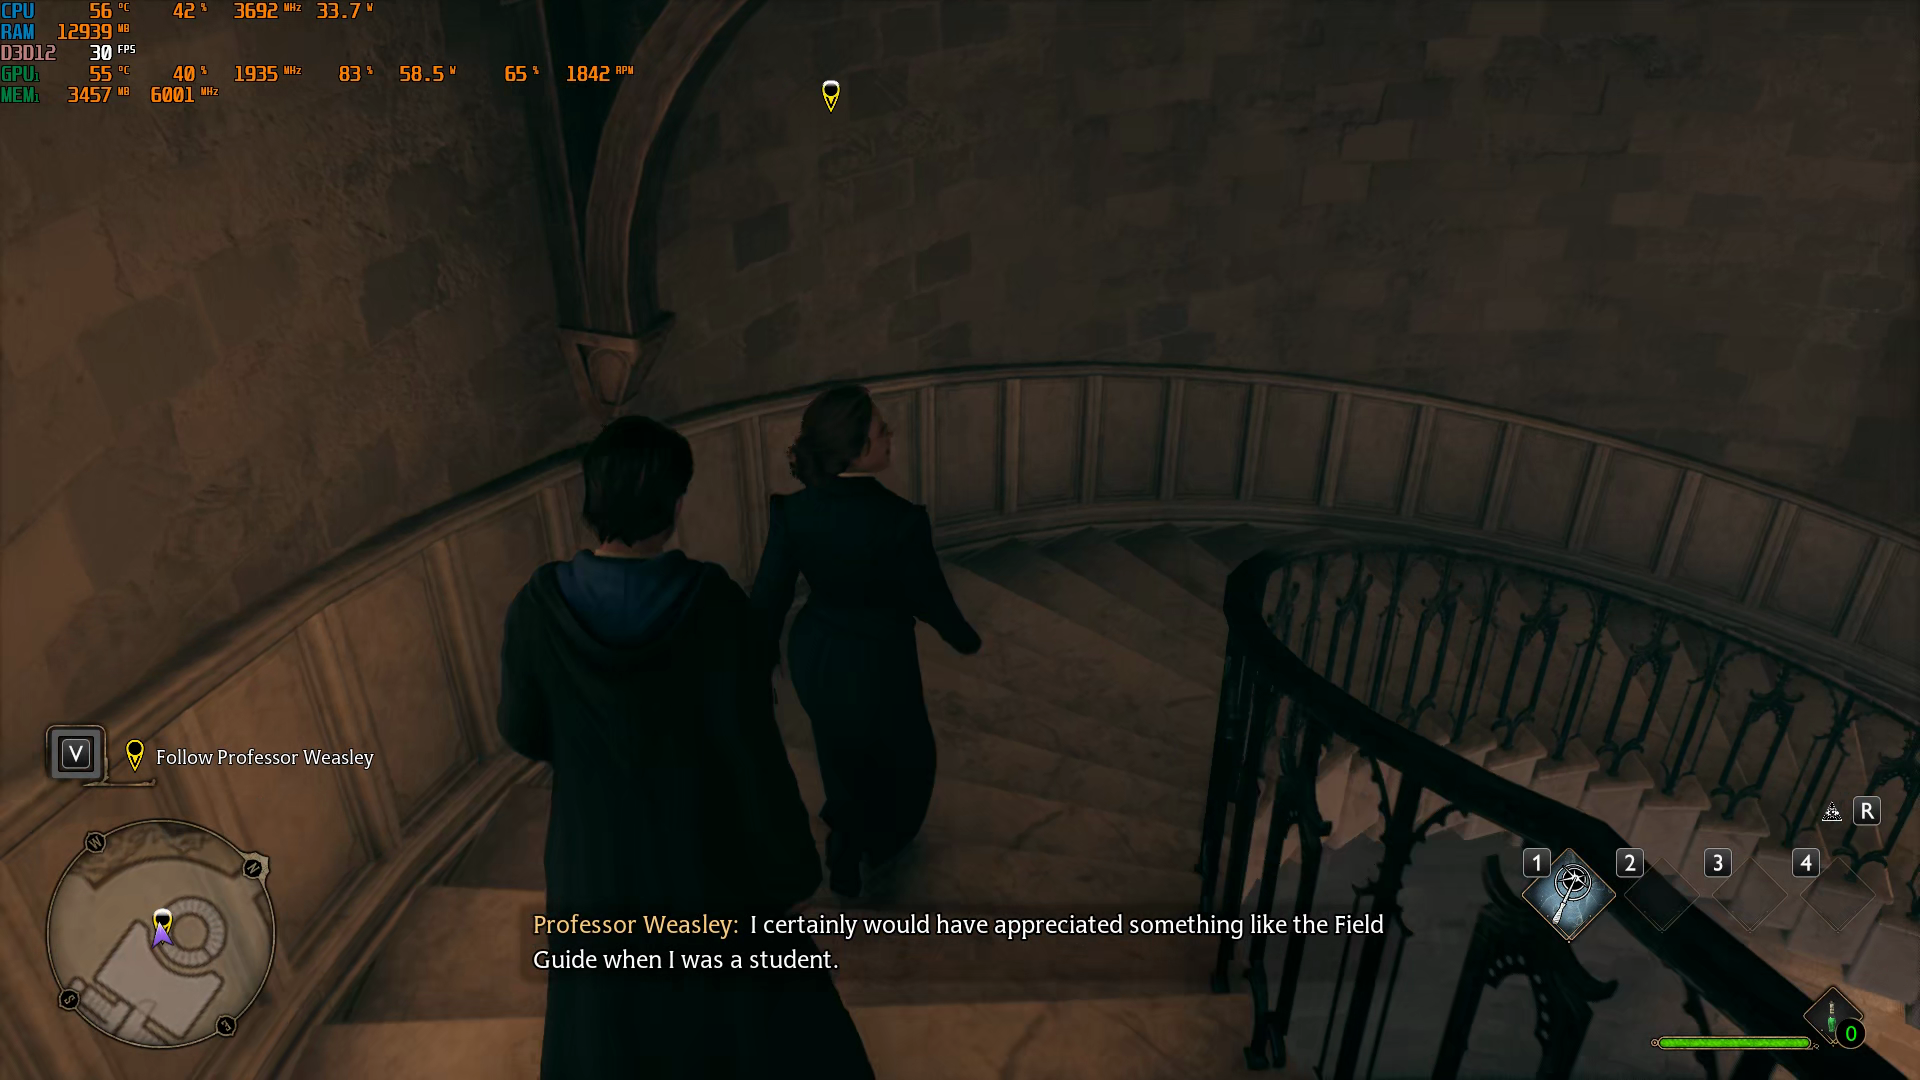 CPU 56 °C 42 % 3692 MHz 33.7 W
RAM 12939 MB
D3D12 30 FPS
GPU1 55 °C 40 % 1935 MHz 83 % 58.5 W 65 % 1842 RPM
MEM1 3457 MB 6001 MHz
V Follow Professor Weasley
W
N
S
E
R
1 2 3 4
Professor Weasley: I certainly would have appreciated something like the Field
Guide when I was a student.
0